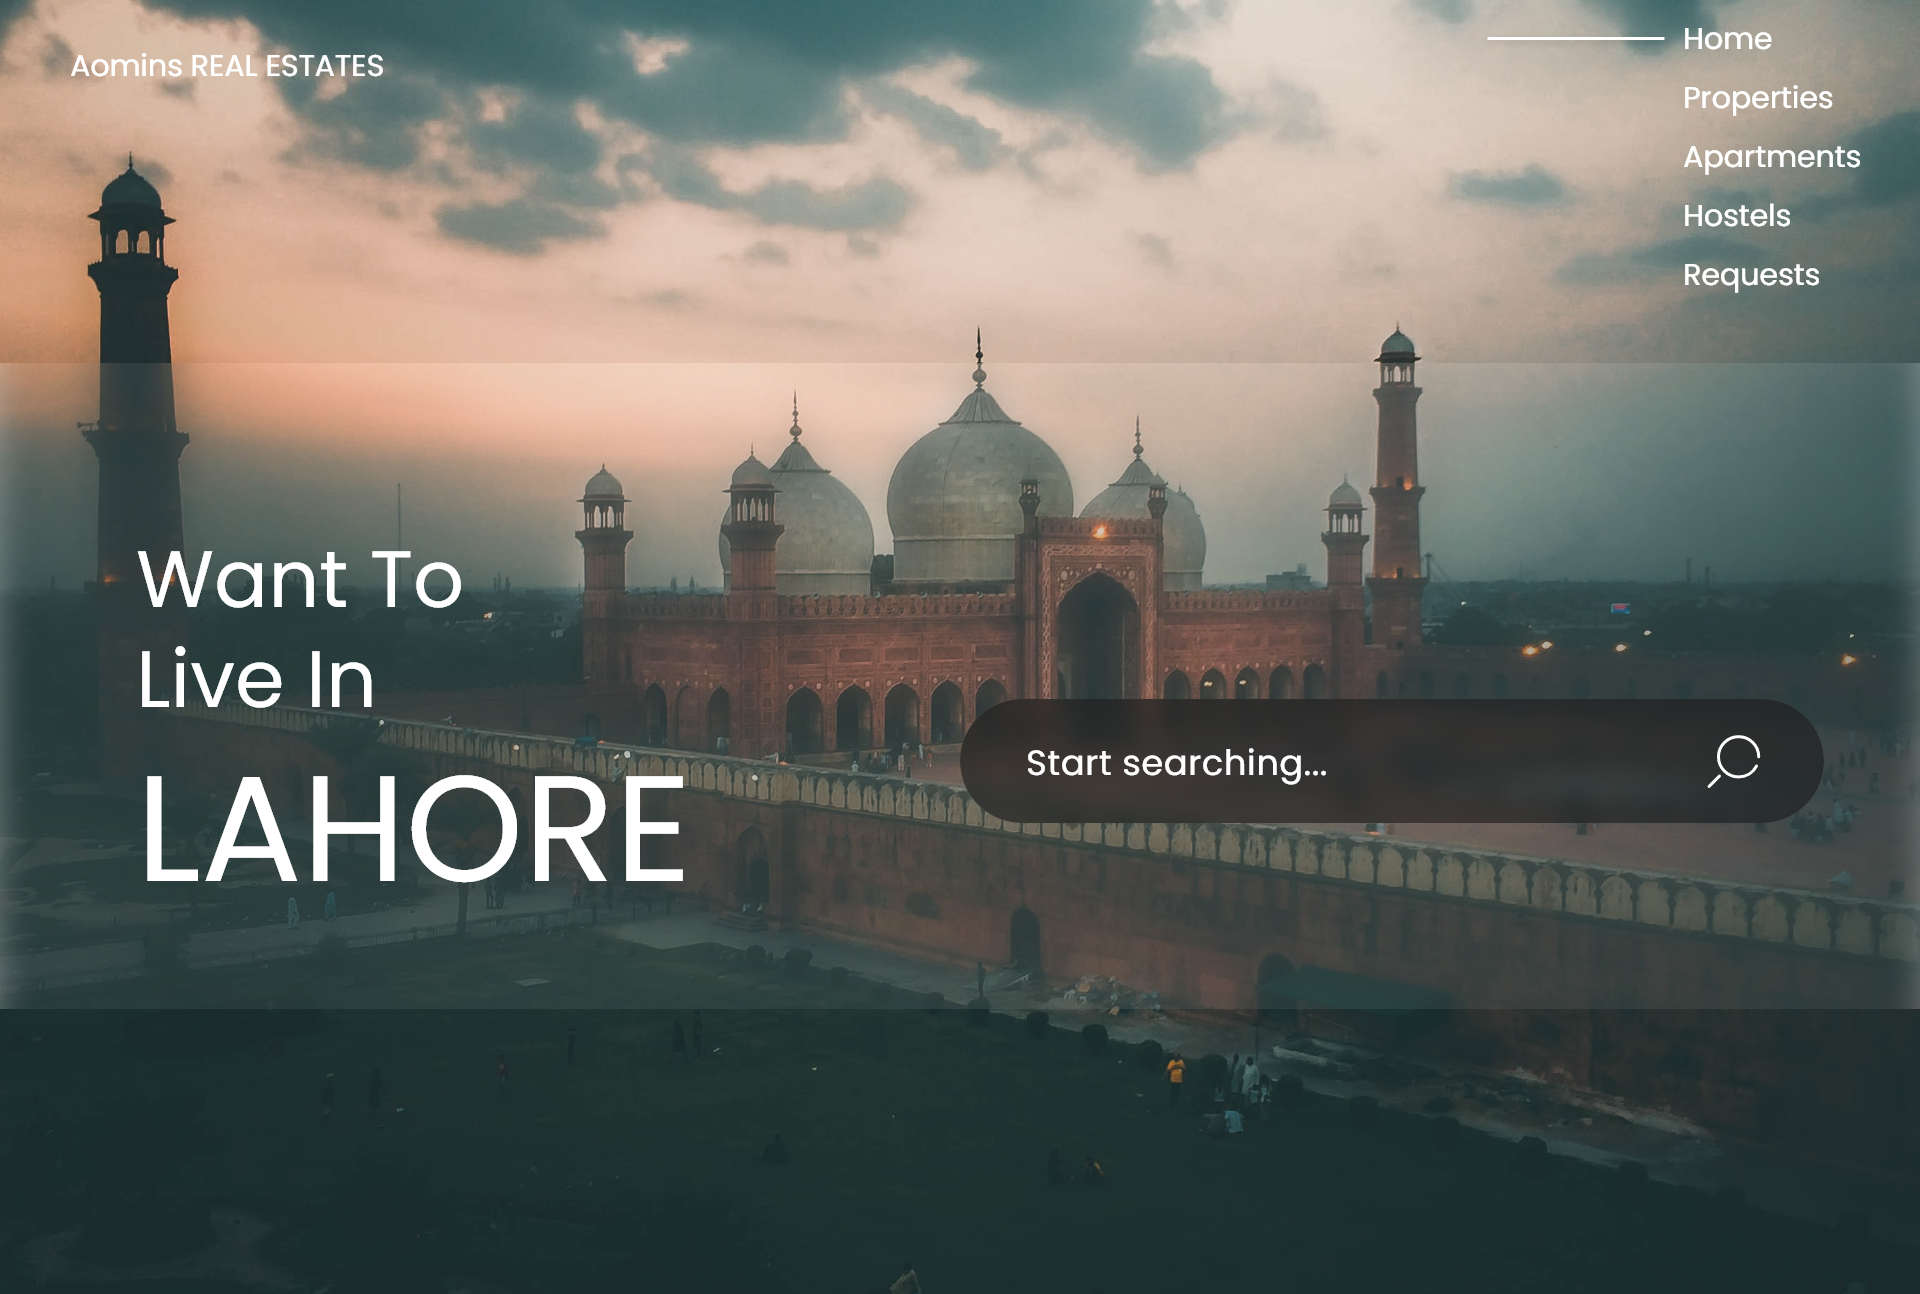 Aomins REAL ESTATES
Home
Properties
Apartments
Hostels
Requests
Want To
Live In
LAHORE
Start searching...